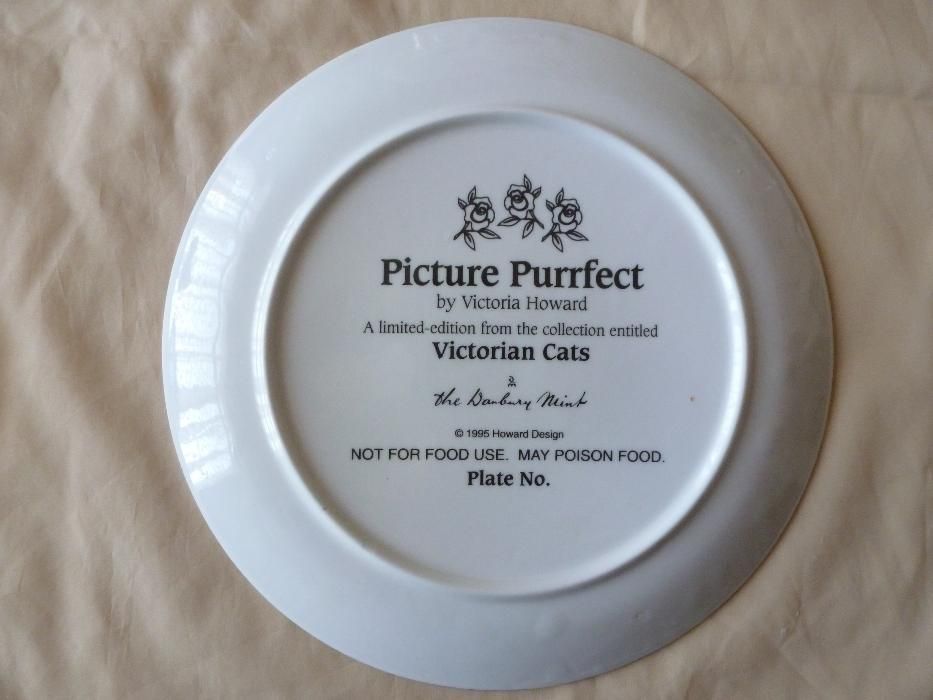 Picture Purrfect
by Victoria Howard
A limited-edition from the collection entitled
Victorian Cats
the Danbury Mint
© 1995 Howard Design
NOT FOR FOOD USE. MAY POISON FOOD.
Plate No.